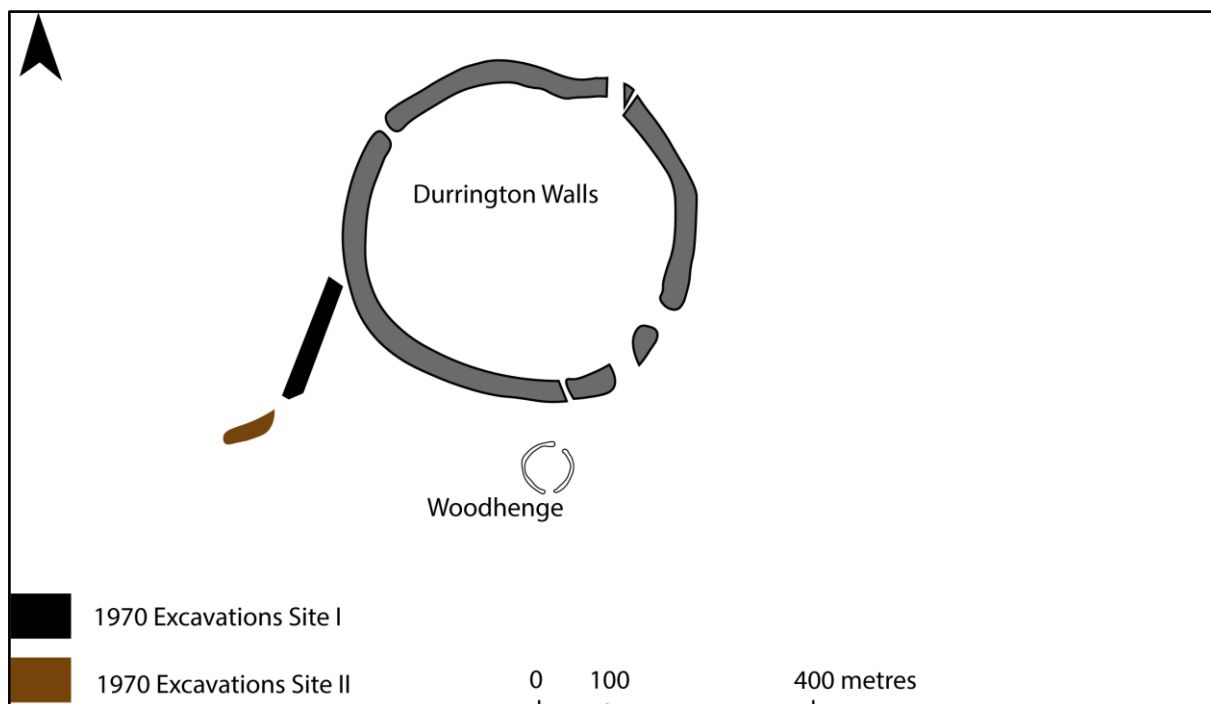 Durrington Walls
Woodhenge
1970 Excavations Site I
1970 Excavations Site II
0 100 400 metres